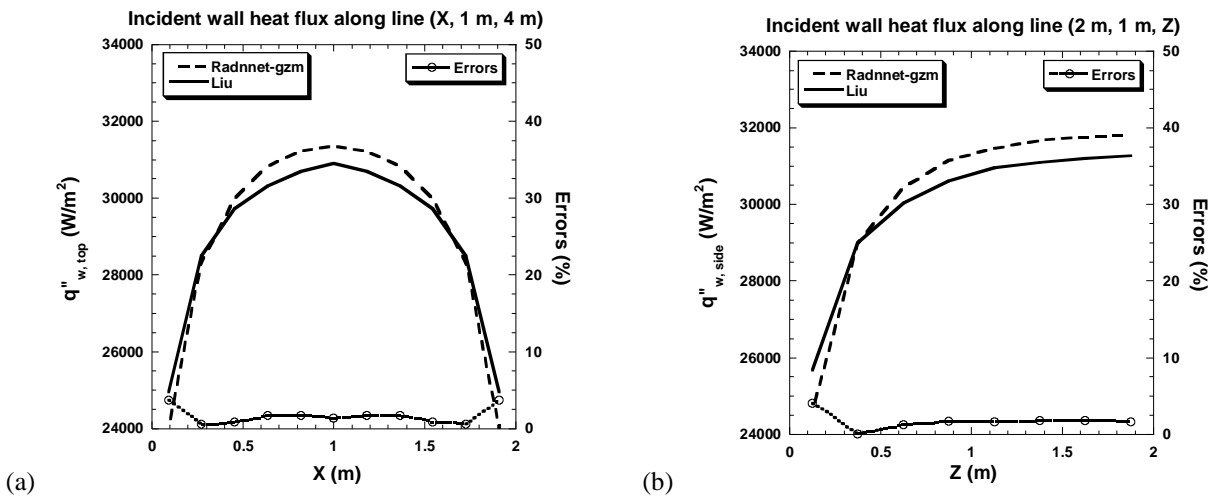 Incident wall heat flux along line (X, 1 m, 4 m)
34000
32000
30000
28000
26000
24000
50
40
30
20
10
0
Radnnet-gzm
Liu
Errors
q"w, top (W/m2)
Errors (%)
0
0.5
1
1.5
2
X (m)
(a)
Incident wall heat flux along line (2 m, 1 m, Z)
34000
32000
30000
28000
26000
24000
50
40
30
20
10
0
Radnnet-gzm
Liu
Errors
q"w, side (W/m2)
Errors (%)
0
0.5
1
1.5
2
Z (m)
(b)